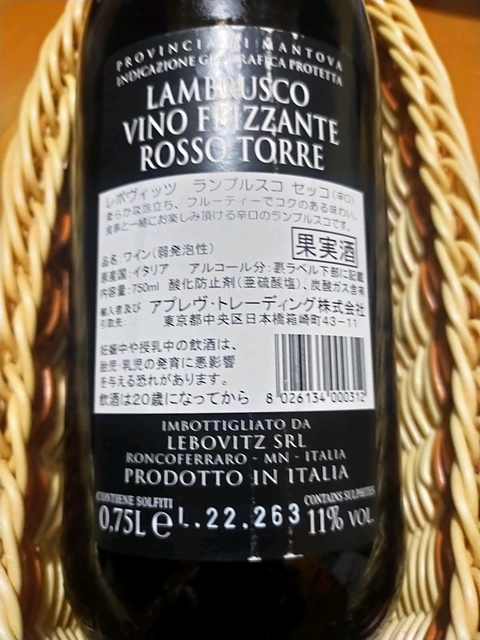 PROVINCIA DI MANTOVA
INDICAZIONE GEOGRAFICA PROTETTA
LAMBRUSCO
VINO FRIZZANTE
ROSSO TORRE
レボヴィッツ ランブルスコ セッコ(辛口)
柔らかな泡立ち、フルーティーでコクのある味わい。
食事と一緒にお楽しみ頂ける辛口のランブルスコです。
果実酒
品名:ワイン(弱発泡性)
原産国:イタリア アルコール分:裏ラベル下部に記載
内容量:750ml 酸化防止剤(亜硫酸塩)、炭酸ガス含有
輸入者及び引取先: アプレヴ・トレーディング株式会社
東京都中央区日本橋箱崎町43-11
妊娠中や授乳中の飲酒は、
胎児・乳児の発育に悪影響
を与える恐れがあります。
飲酒は20歳になってから
8 026134 000312
IMBOTTIGLIATO DA
LEBOVITZ SRL
RONCOFERRARO - MN - ITALIA
PRODOTTO IN ITALIA
CONTIENE SOLFITI CONTAINS SULPHITES
0,75L e L.22.263 11% VOL.